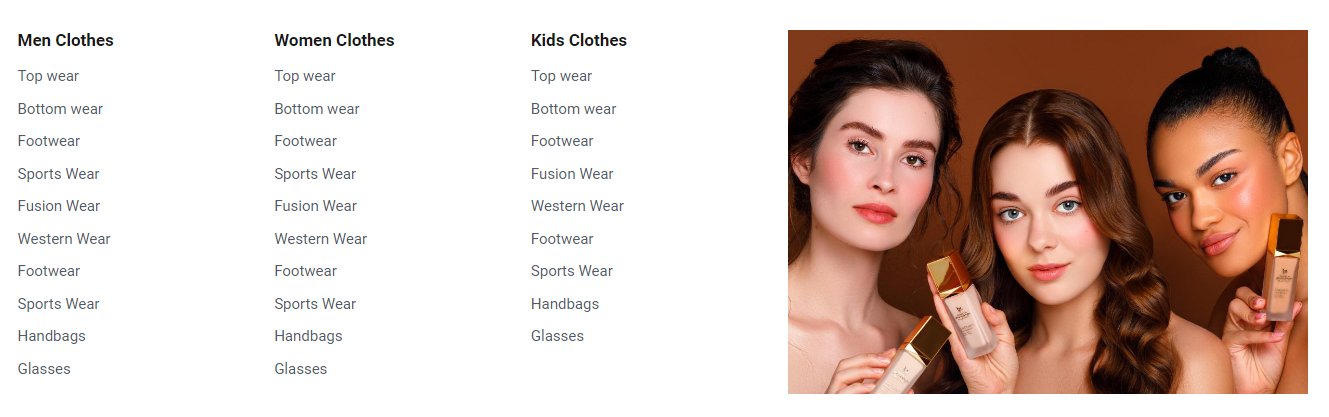 Men Clothes
Top wear
Bottom wear
Footwear
Sports Wear
Fusion Wear
Western Wear
Footwear
Sports Wear
Handbags
Glasses
Women Clothes
Top wear
Bottom wear
Footwear
Sports Wear
Fusion Wear
Western Wear
Footwear
Sports Wear
Handbags
Glasses
Kids Clothes
Top wear
Bottom wear
Footwear
Fusion Wear
Western Wear
Footwear
Sports Wear
Handbags
Glasses